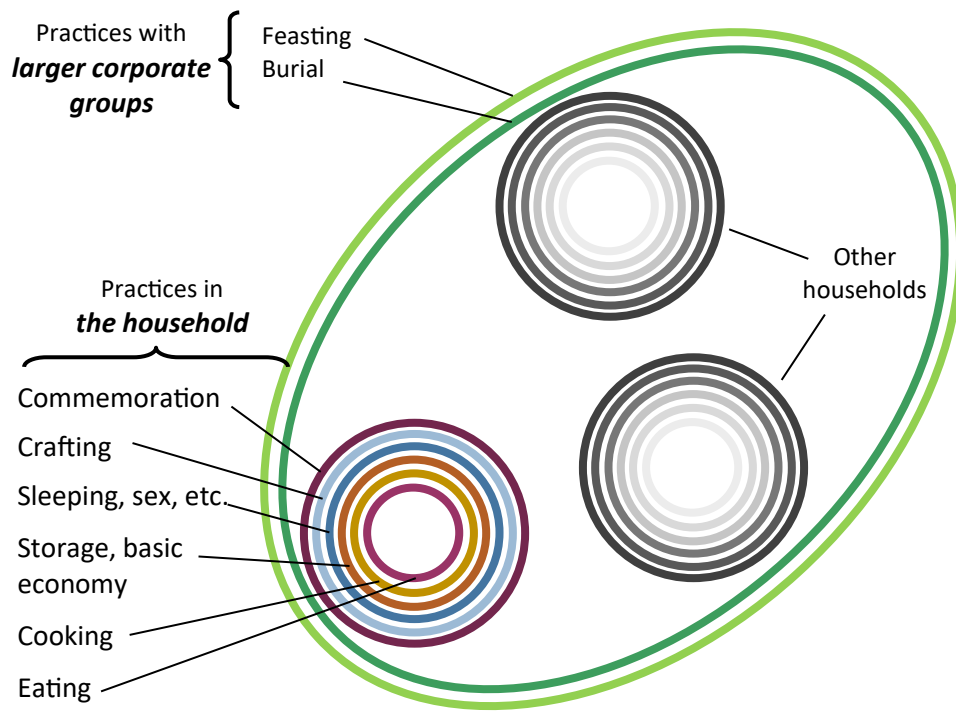 Practices with
larger corporate
groups
Feasting
Burial
Other
households
Practices in
the household
Commemoration
Crafting
Sleeping, sex, etc.
Storage, basic
economy
Cooking
Eating